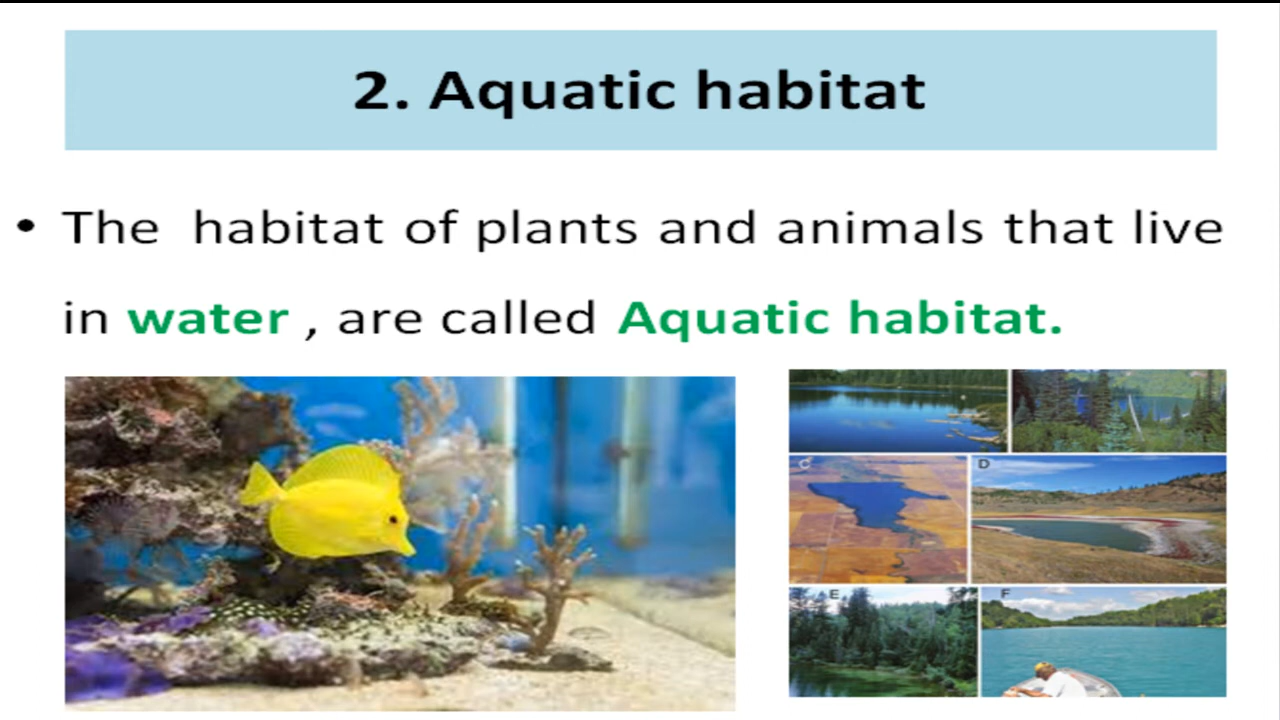 2. Aquatic habitat
• The habitat of plants and animals that live
in water , are called Aquatic habitat.
C D
E F